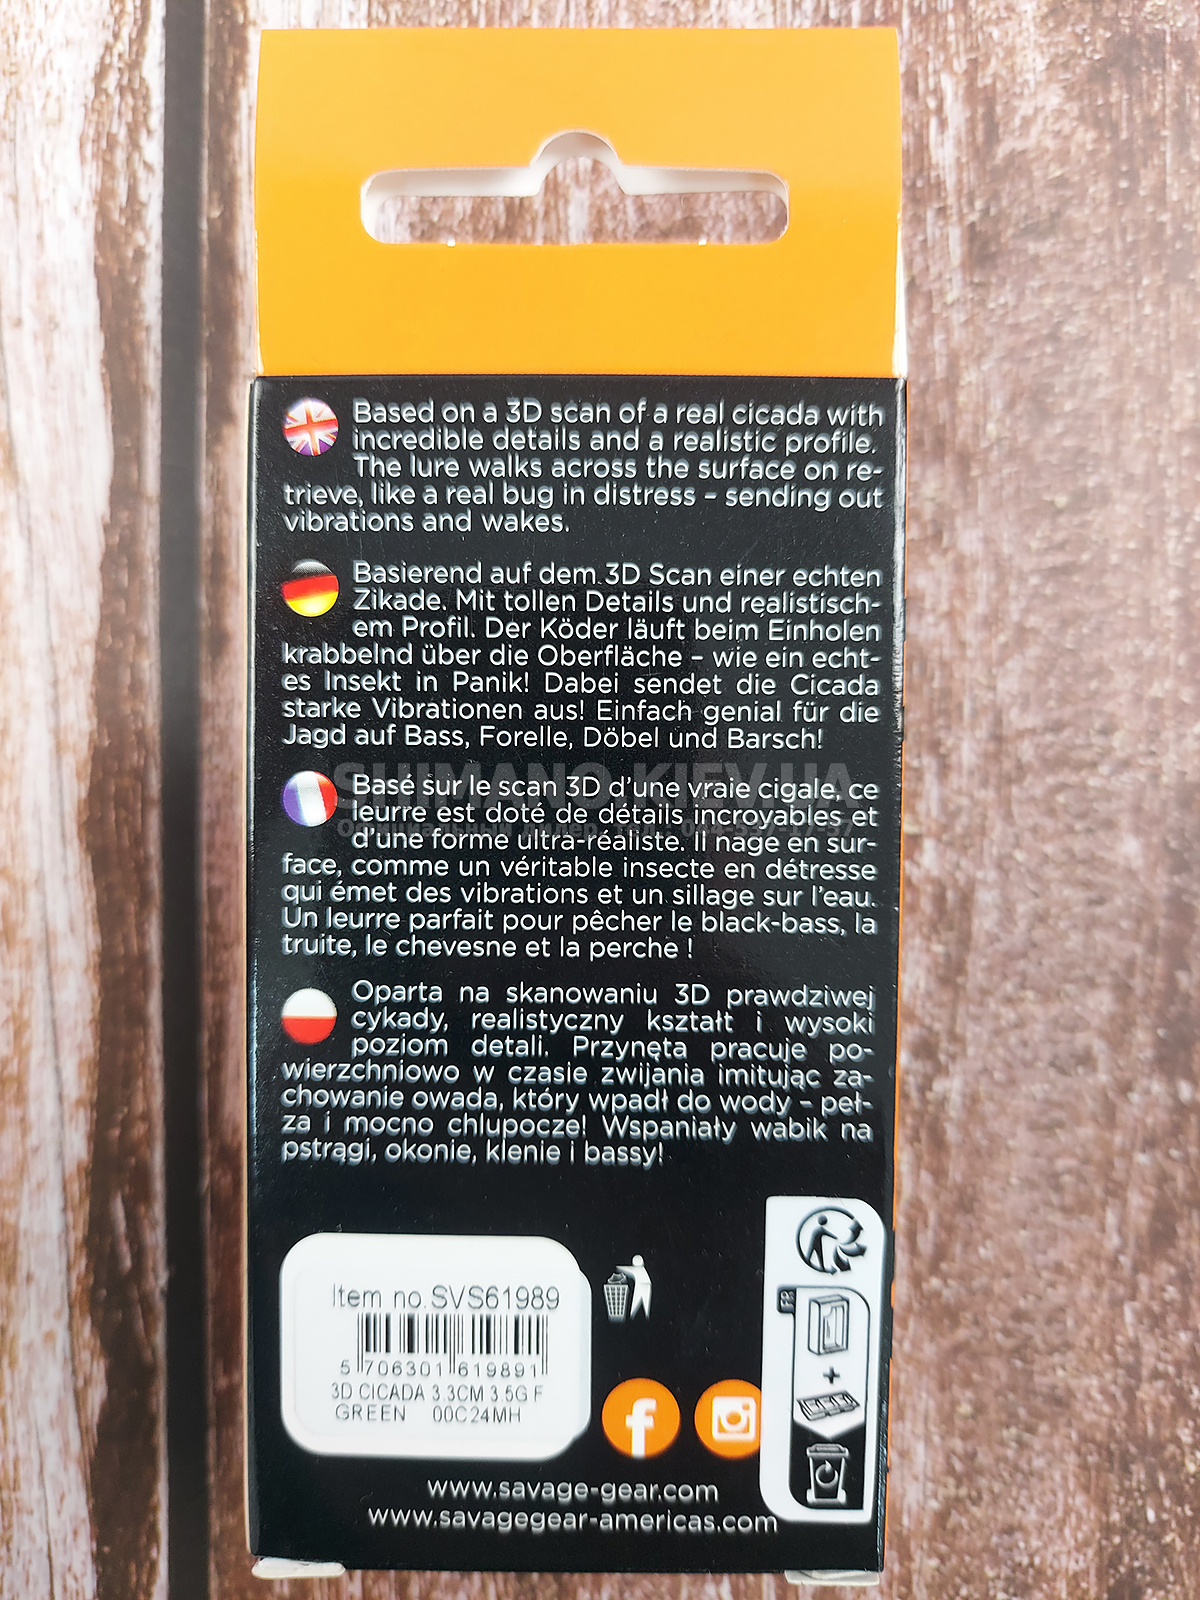 Based on a 3D scan of a real cicada with
incredible details and a realistic profile.
The lure walks across the surface on re-
trieve, like a real bug in distress – sending out
vibrations and wakes.
Basierend auf dem 3D Scan einer echten
Zikade. Mit tollen Details und realistisch-
em Profil. Der Köder läuft beim Einholen
krabbelnd über die Oberfläche – wie ein echt-
es Insekt in Panik! Dabei sendet die Cicada
starke Vibrationen aus! Einfach genial für die
Jagd auf Bass, Forelle, Döbel und Barsch!
SHIMANO.KIEV.UA
Официальный дилер, тел.:
Basé sur le scan 3D d'une vraie cigale, ce
leurre est doté de détails incroyables et
d'une forme ultra-réaliste. Il nage en sur-
face, comme un véritable insecte en détresse
qui émet des vibrations et un sillage sur l'eau.
Un leurre parfait pour pêcher le black-bass, la
truite, le chevesne et la perche !
Oparta na skanowaniu 3D prawdziwej
cykady, realistyczny kształt i wysoki
poziom detali. Przynęta pracuje po-
wierzchniowo w czasie zwijania imitując za-
chowanie owada, który wpadł do wody – peł-
za i mocno chlupocze! Wspaniały wabik na
pstrągi, okonie, klenie i bassy!
Item no.SVS61989
5 706301 619891
3D CICADA 3.3CM 3.5G F
GREEN 00C24MH
FR
+
www.savage-gear.com
www.savagegear-americas.com